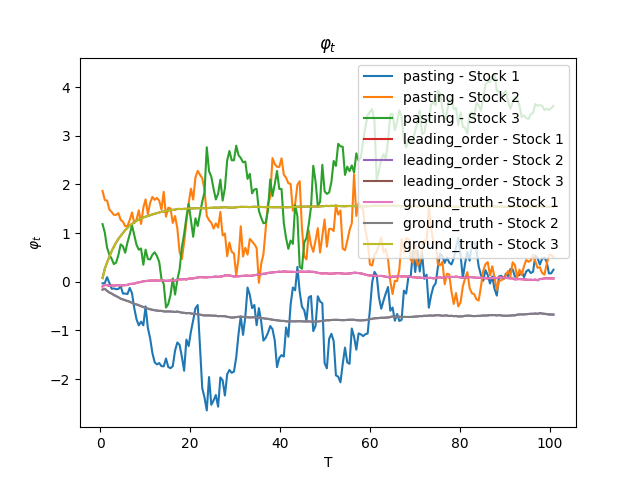 φt
4
3
2
1
0
−1
−2
φt
0
20
40
60
80
100
T
pasting - Stock 1
pasting - Stock 2
pasting - Stock 3
leading_order - Stock 1
leading_order - Stock 2
leading_order - Stock 3
ground_truth - Stock 1
ground_truth - Stock 2
ground_truth - Stock 3